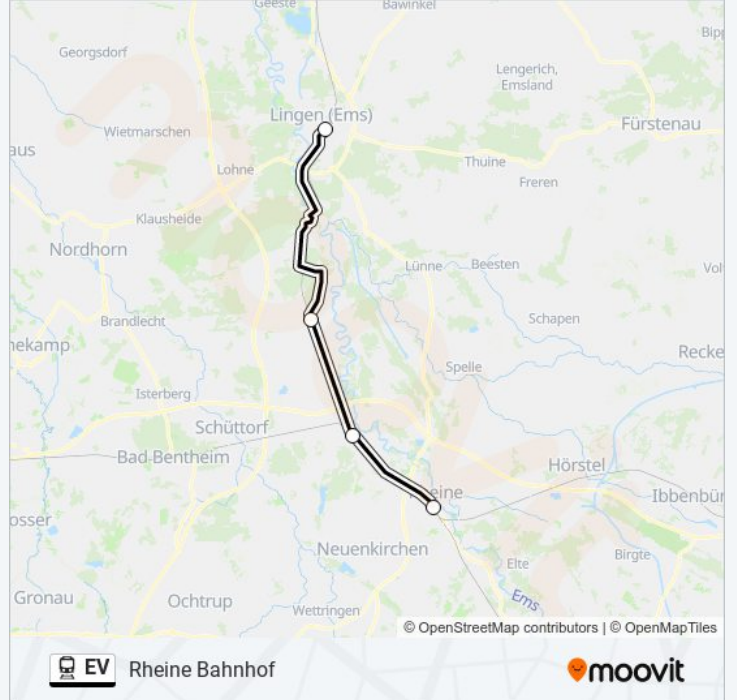 Geeste
Bawinkel
Georgsdorf
Bipp
Lengerich,
Emsland
Lingen (Ems)
Fürstenau
Wietmarschen
aus
Thuine
Lohne
Freren
Klausheide
Nordhorn
Lünne
Beesten
Vol
Brandlecht
Schapen
nekamp
Recke
Spelle
Isterberg
Schüttorf
Bad Bentheim
Hörstel
eine
Ibbenbür
osser
Neuenkirchen
Birgte
Elte
Gronau
Ochtrup
Ems
Wettringen
© OpenStreetMap contributors | © OpenMapTiles
EV Rheine Bahnhof
moovit